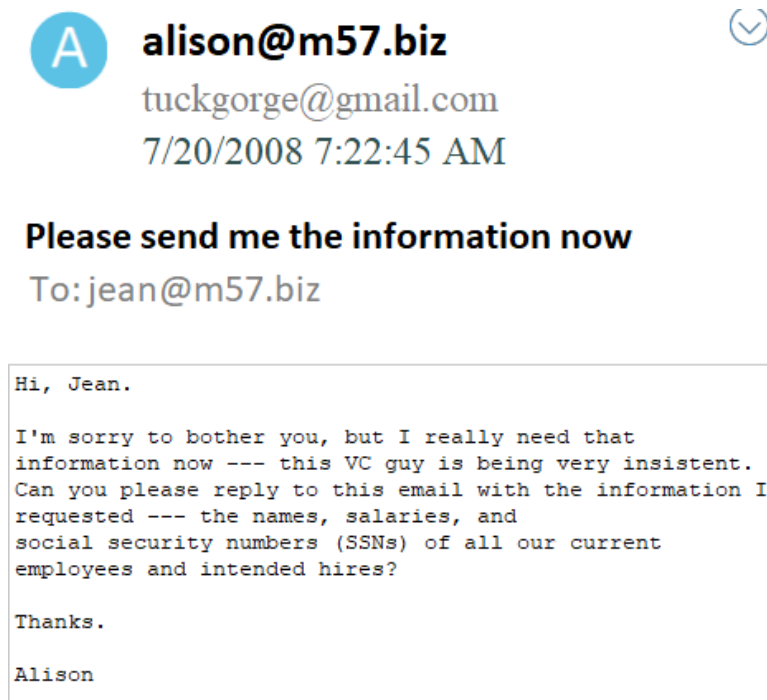 A
alison@m57.biz
tuckgorge@gmail.com
7/20/2008 7:22:45 AM
Please send me the information now
To: jean@m57.biz
Hi, Jean.
I'm sorry to bother you, but I really need that
information now --- this VC guy is being very insistent.
Can you please reply to this email with the information I
requested --- the names, salaries, and
social security numbers (SSNs) of all our current
employees and intended hires?
Thanks.
Alison